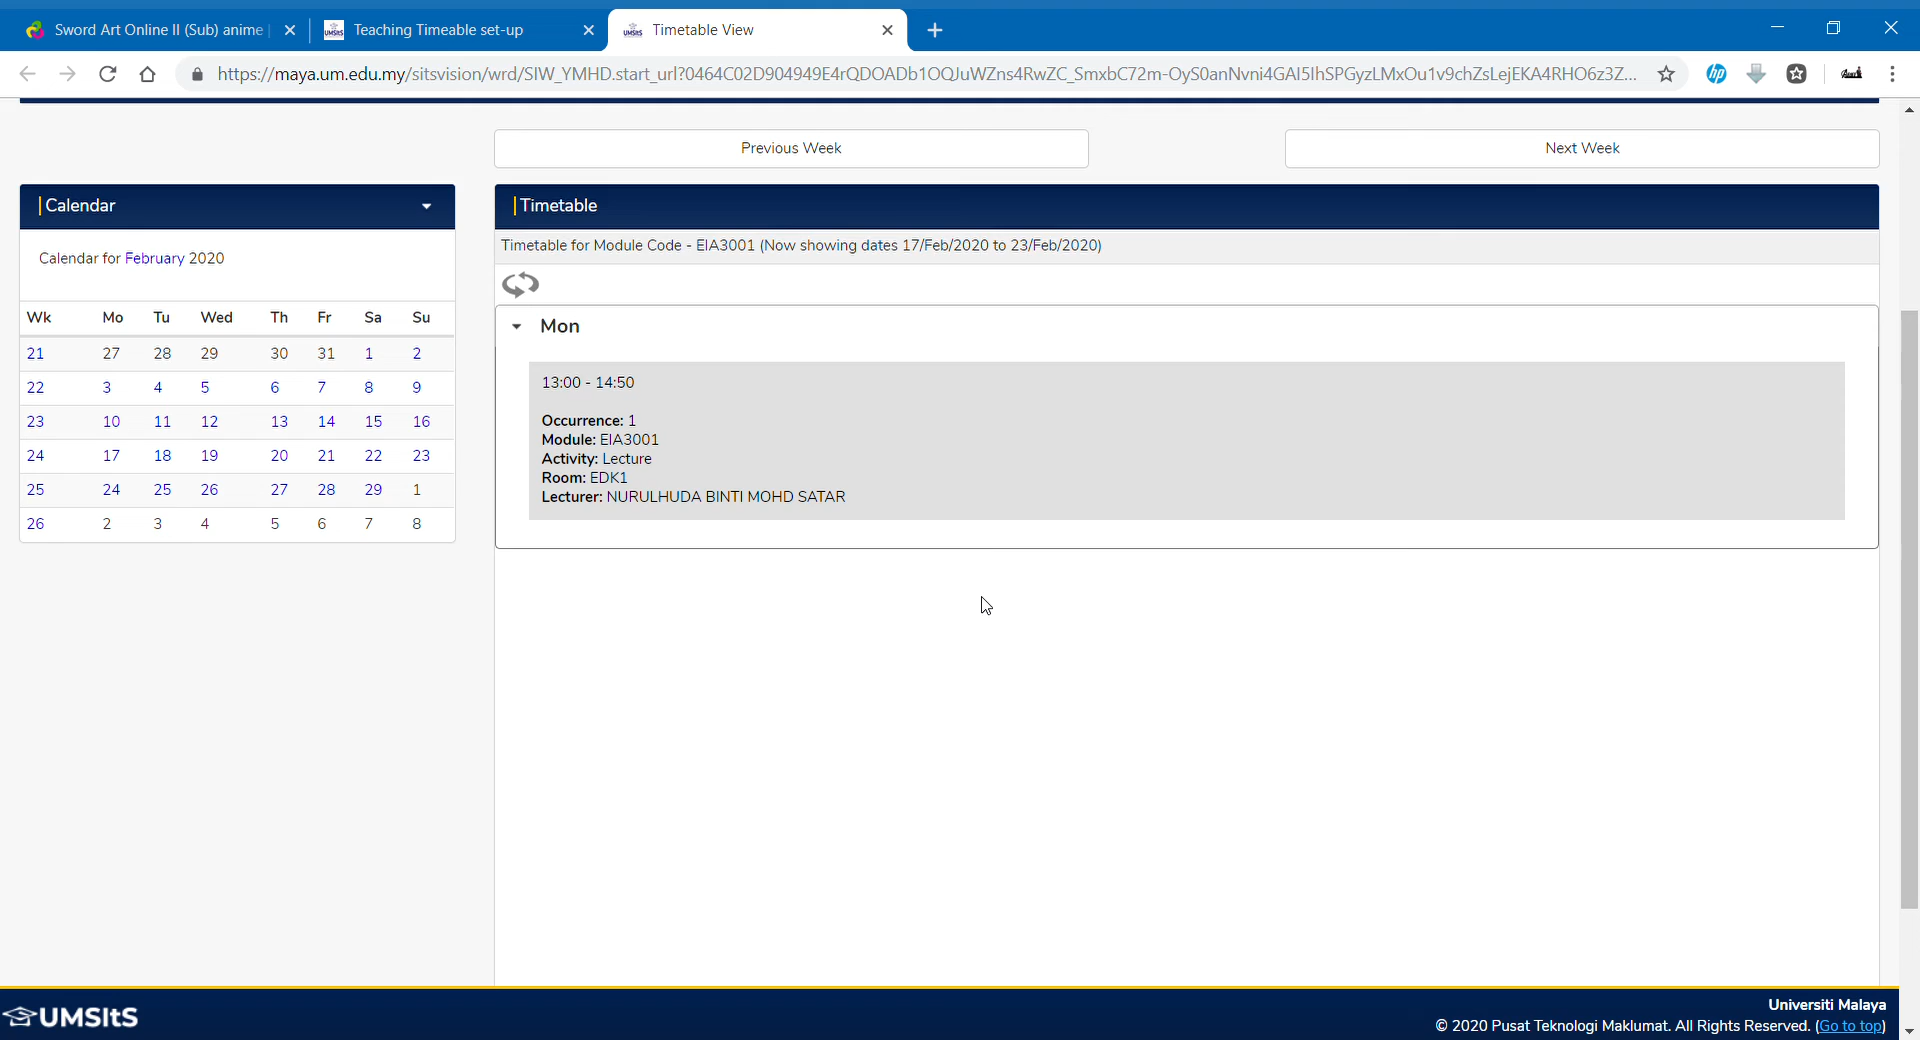 Sword Art Online II (Sub) anime
Teaching Timeable set-up
Timetable View
https://maya.um.edu.my/sitsvision/wrd/SIW_YMHD.start_url?0464C02D904949E4rQDOADb1OQJuWZns4RwZC_SmxbC72m-OyS0anNvni4GAI5IhSPGyzLMxOu1v9chZsLejEKA4RHO6z3Z...
Previous Week
Next Week
Calendar
Timetable
Calendar for February 2020
Timetable for Module Code - EIA3001 (Now showing dates 17/Feb/2020 to 23/Feb/2020)
Wk Mo Tu Wed Th Fr Sa Su
21 27 28 29 30 31 1 2
22 3 4 5 6 7 8 9
23 10 11 12 13 14 15 16
24 17 18 19 20 21 22 23
25 24 25 26 27 28 29 1
26 2 3 4 5 6 7 8
Mon
13:00 - 14:50
Occurrence: 1
Module: EIA3001
Activity: Lecture
Room: EDK1
Lecturer: NURULHUDA BINTI MOHD SATAR
UMSItS
Universiti Malaya
© 2020 Pusat Teknologi Maklumat. All Rights Reserved. (Go to top)